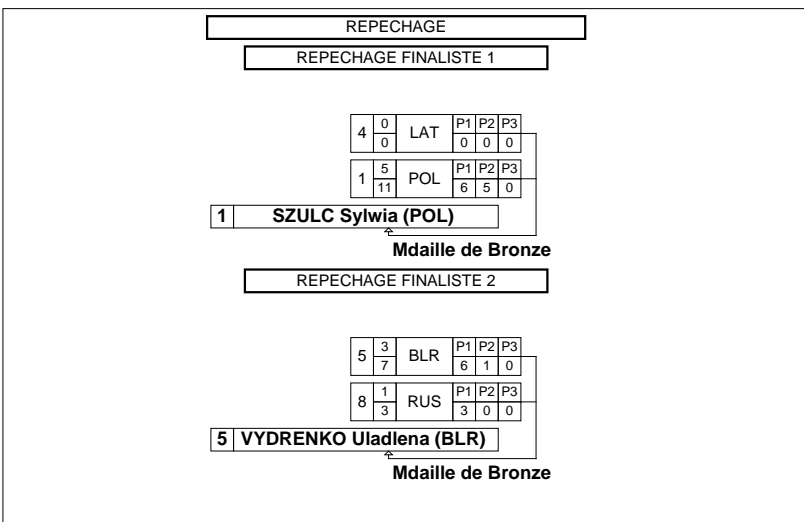 REPECHAGE
REPECHAGE FINALISTE 1
4 0 0 LAT P1 P2 P3 0 0 0
1 5 11 POL P1 P2 P3 6 5 0
1 SZULC Sylwia (POL)
Mdaille de Bronze
REPECHAGE FINALISTE 2
5 3 7 BLR P1 P2 P3 6 1 0
8 1 3 RUS P1 P2 P3 3 0 0
5 VYDRENKO Uladlena (BLR)
Mdaille de Bronze